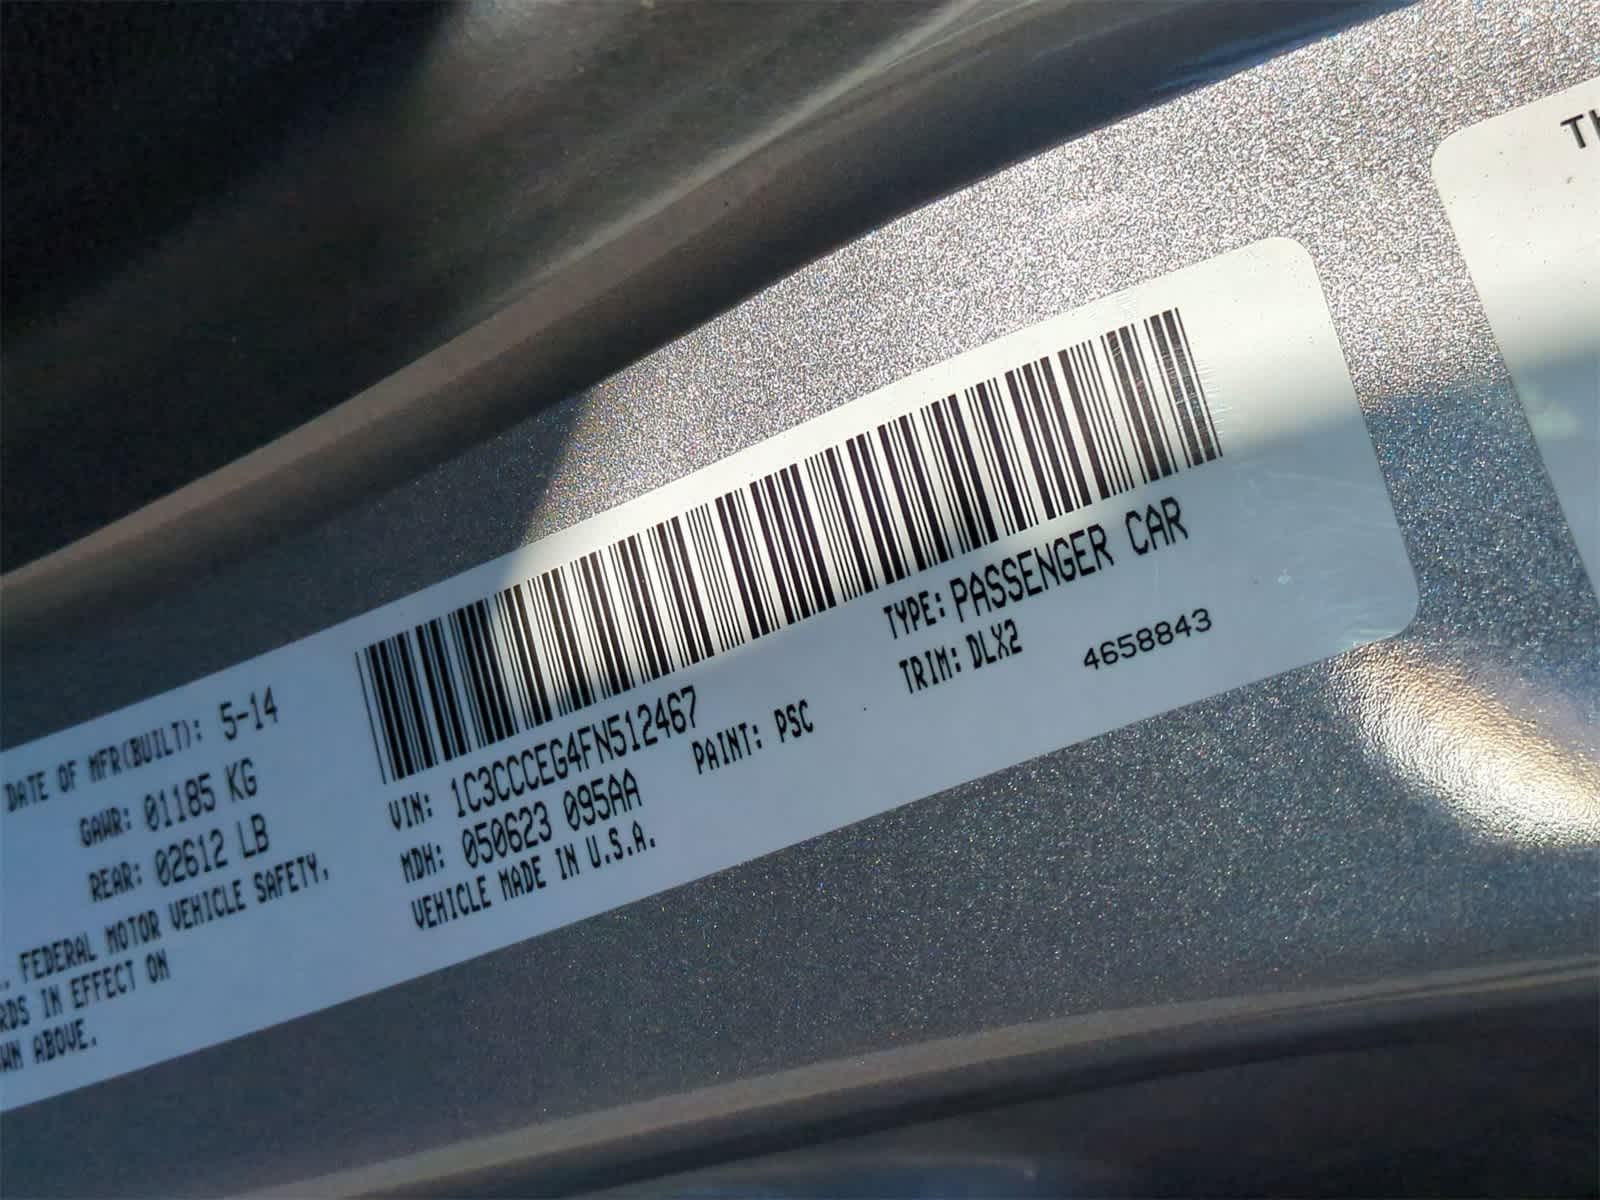 DATE OF MFR(BUILT): 5-14
GAWR: 01185 KG
REAR: 02612 LB
FEDERAL MOTOR VEHICLE SAFETY,
RDS IN EFFECT ON
WN ABOVE.
VIN: 1C3CCCEG4FN512467
MDH: 050623 095AA
VEHICLE MADE IN U.S.A.
PAINT: PSC
TYPE: PASSENGER CAR
TRIM: DLX2
4658843